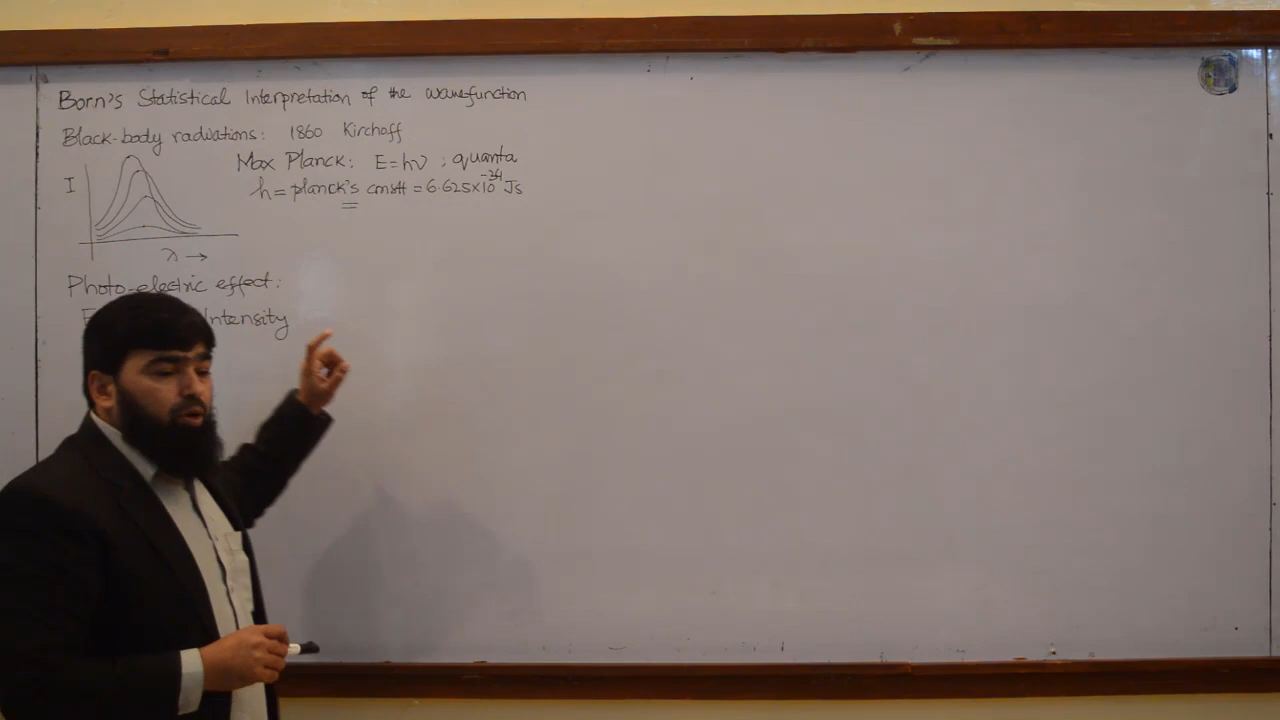 Born's Statistical Interpretation of the wavefunction
Black-body radiations: 1860 Kirchoff
Max Planck: E=hν ; quanta
h = planck's cnstt = 6.625×10⁻³⁴ Js
I
λ →
Photo-electric effect:
Intensity